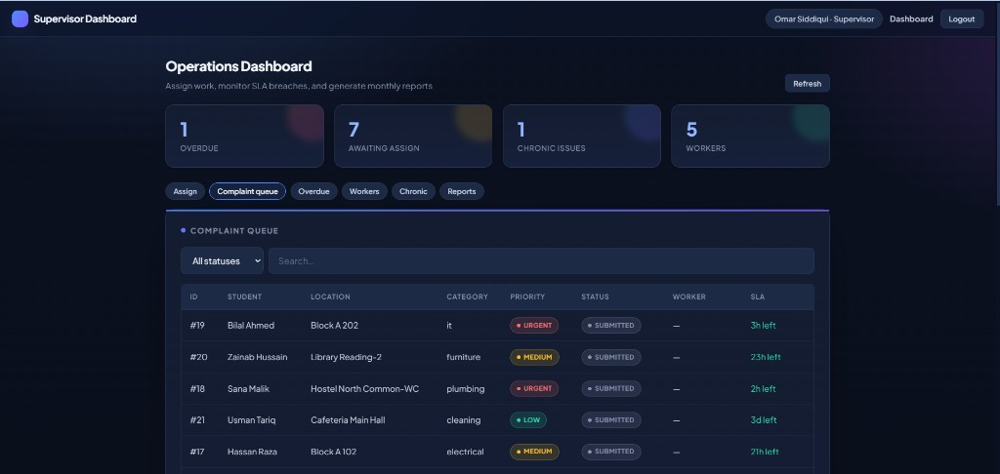 Supervisor Dashboard
Omar Siddiqui · Supervisor Dashboard Logout
Operations Dashboard
Assign work, monitor SLA breaches, and generate monthly reports
Refresh
1 7 1 5
OVERDUE AWAITING ASSIGN CHRONIC ISSUES WORKERS
Assign Complaint queue Overdue Workers Chronic Reports
COMPLAINT QUEUE
All statuses Search...
ID STUDENT LOCATION CATEGORY PRIORITY STATUS WORKER SLA
#19 Bilal Ahmed Block A 202 it URGENT SUBMITTED — 3h left
#20 Zainab Hussain Library Reading-2 furniture MEDIUM SUBMITTED — 23h left
#18 Sana Malik Hostel North Common-WC plumbing URGENT SUBMITTED — 2h left
#21 Usman Tariq Cafeteria Main Hall cleaning LOW SUBMITTED — 3d left
#17 Hassan Raza Block A 102 electrical MEDIUM SUBMITTED — 21h left